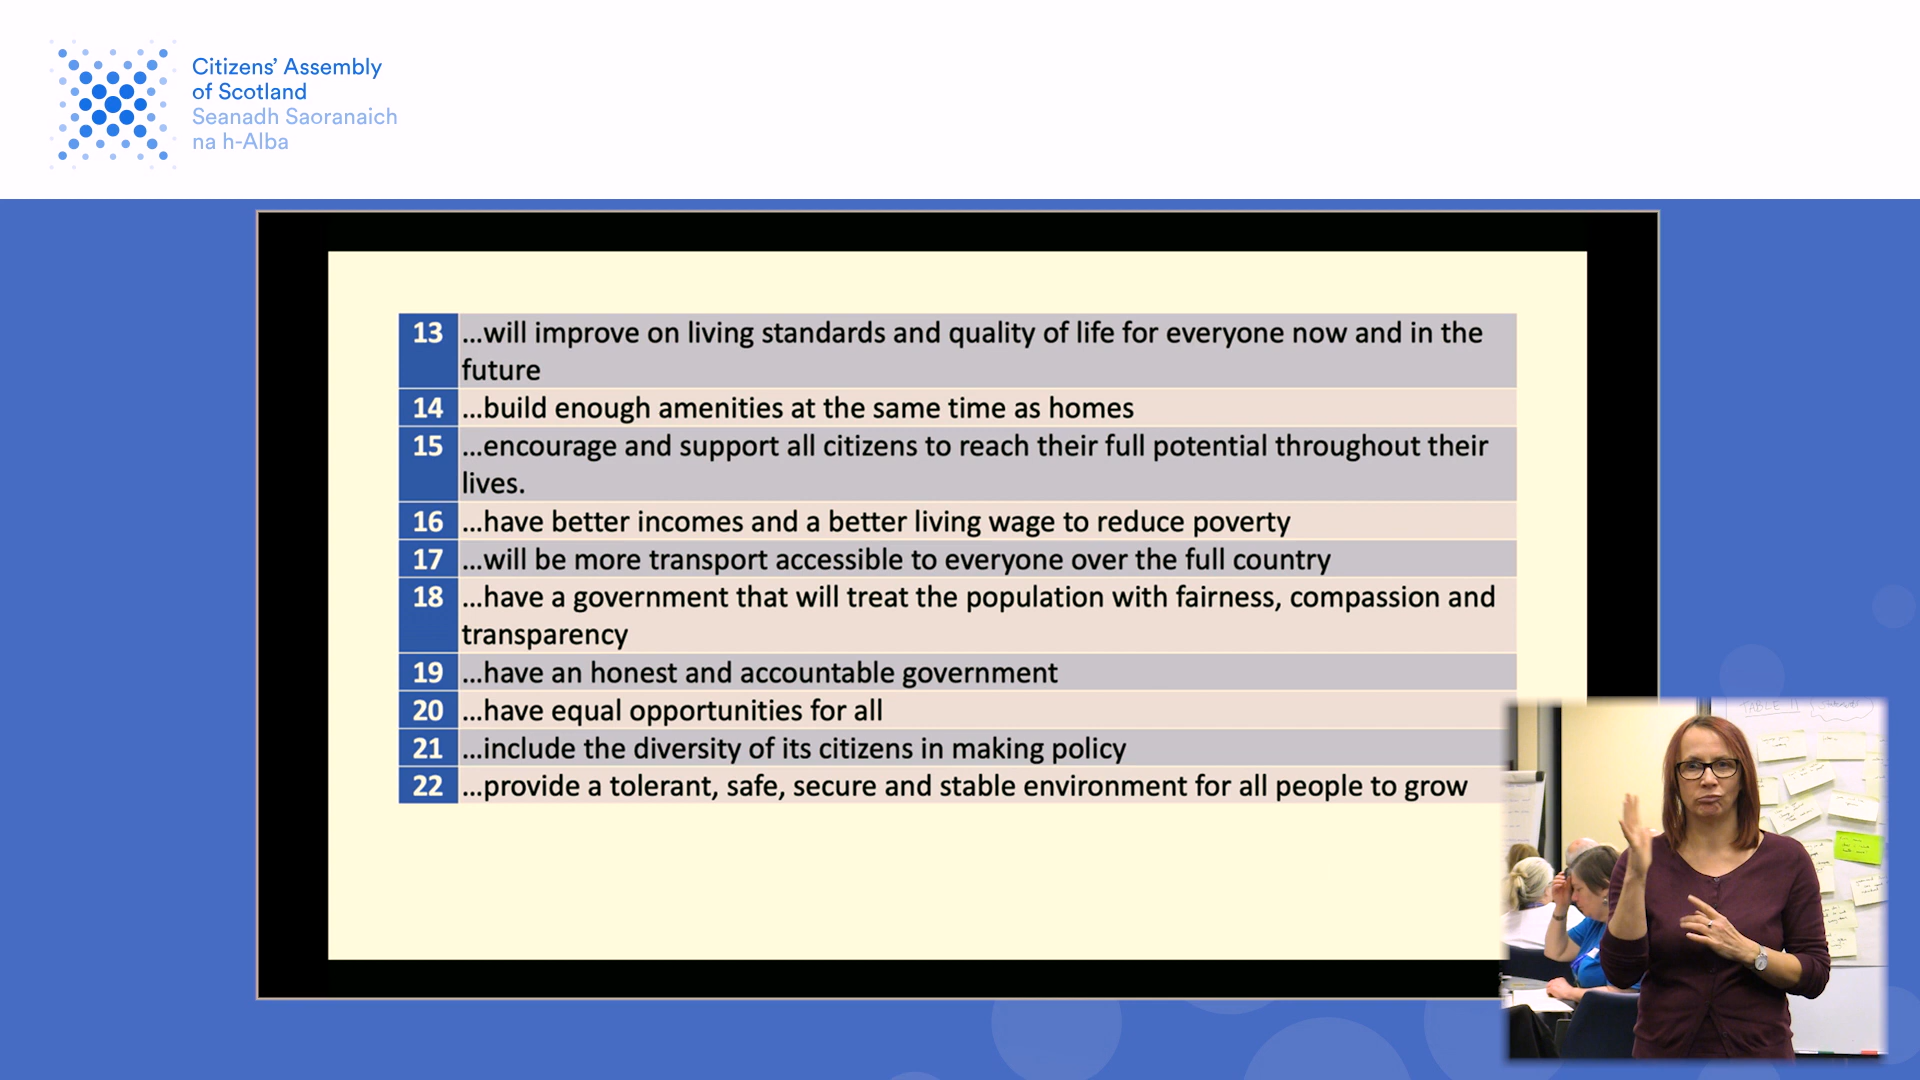 Citizens’ Assembly
of Scotland
Seanadh Saoranaich
na h-Alba
13 ...will improve on living standards and quality of life for everyone now and in the
future
14 ...build enough amenities at the same time as homes
15 ...encourage and support all citizens to reach their full potential throughout their
lives.
16 ...have better incomes and a better living wage to reduce poverty
17 ...will be more transport accessible to everyone over the full country
18 ...have a government that will treat the population with fairness, compassion and
transparency
19 ...have an honest and accountable government
20 ...have equal opportunities for all
21 ...include the diversity of its citizens in making policy
22 ...provide a tolerant, safe, secure and stable environment for all people to grow
TABLE 11